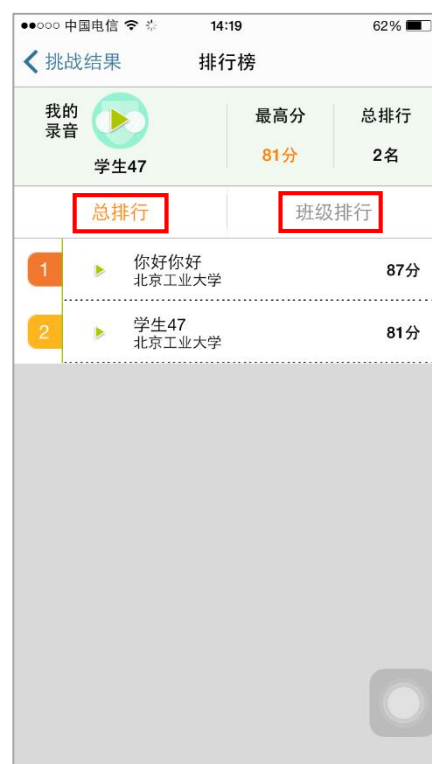 中国电信 14:19 62%
挑战结果 排行榜
我的
录音
学生47
最高分 总排行
81分 2名
总排行 班级排行
1 你好你好 87分
北京工业大学
2 学生47 81分
北京工业大学